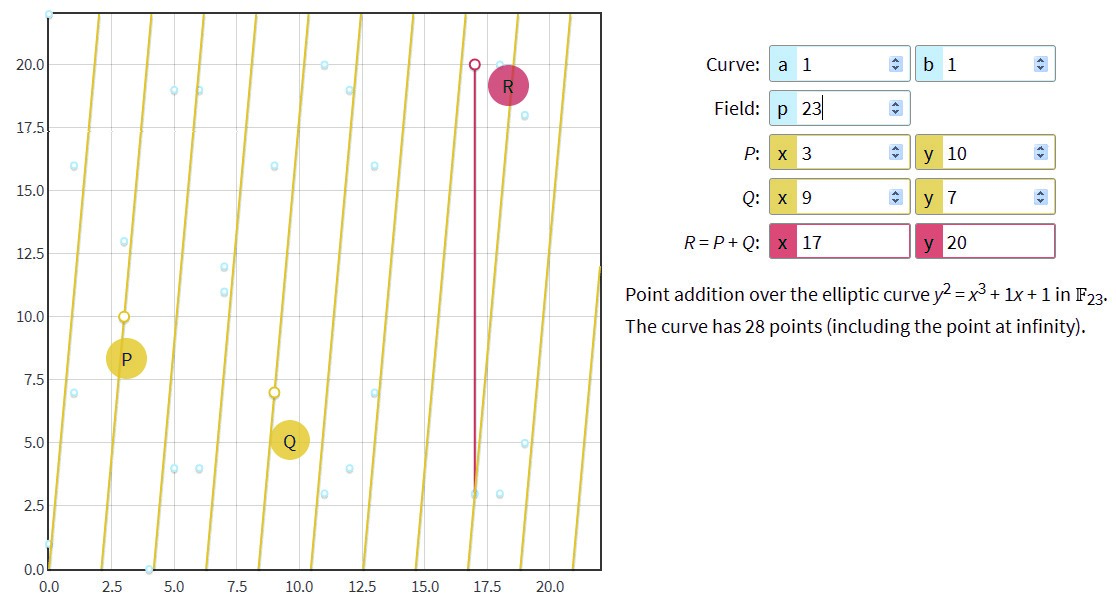 20.0
17.5
15.0
12.5
10.0
7.5
5.0
2.5
0.0
0.0 2.5 5.0 7.5 10.0 12.5 15.0 17.5 20.0
P
Q
R
Curve: a 1 b 1
Field: p 23
P: x 3 y 10
Q: x 9 y 7
R = P + Q: x 17 y 20
Point addition over the elliptic curve y² = x³ + 1x + 1 in 𝔽₂₃.
The curve has 28 points (including the point at infinity).